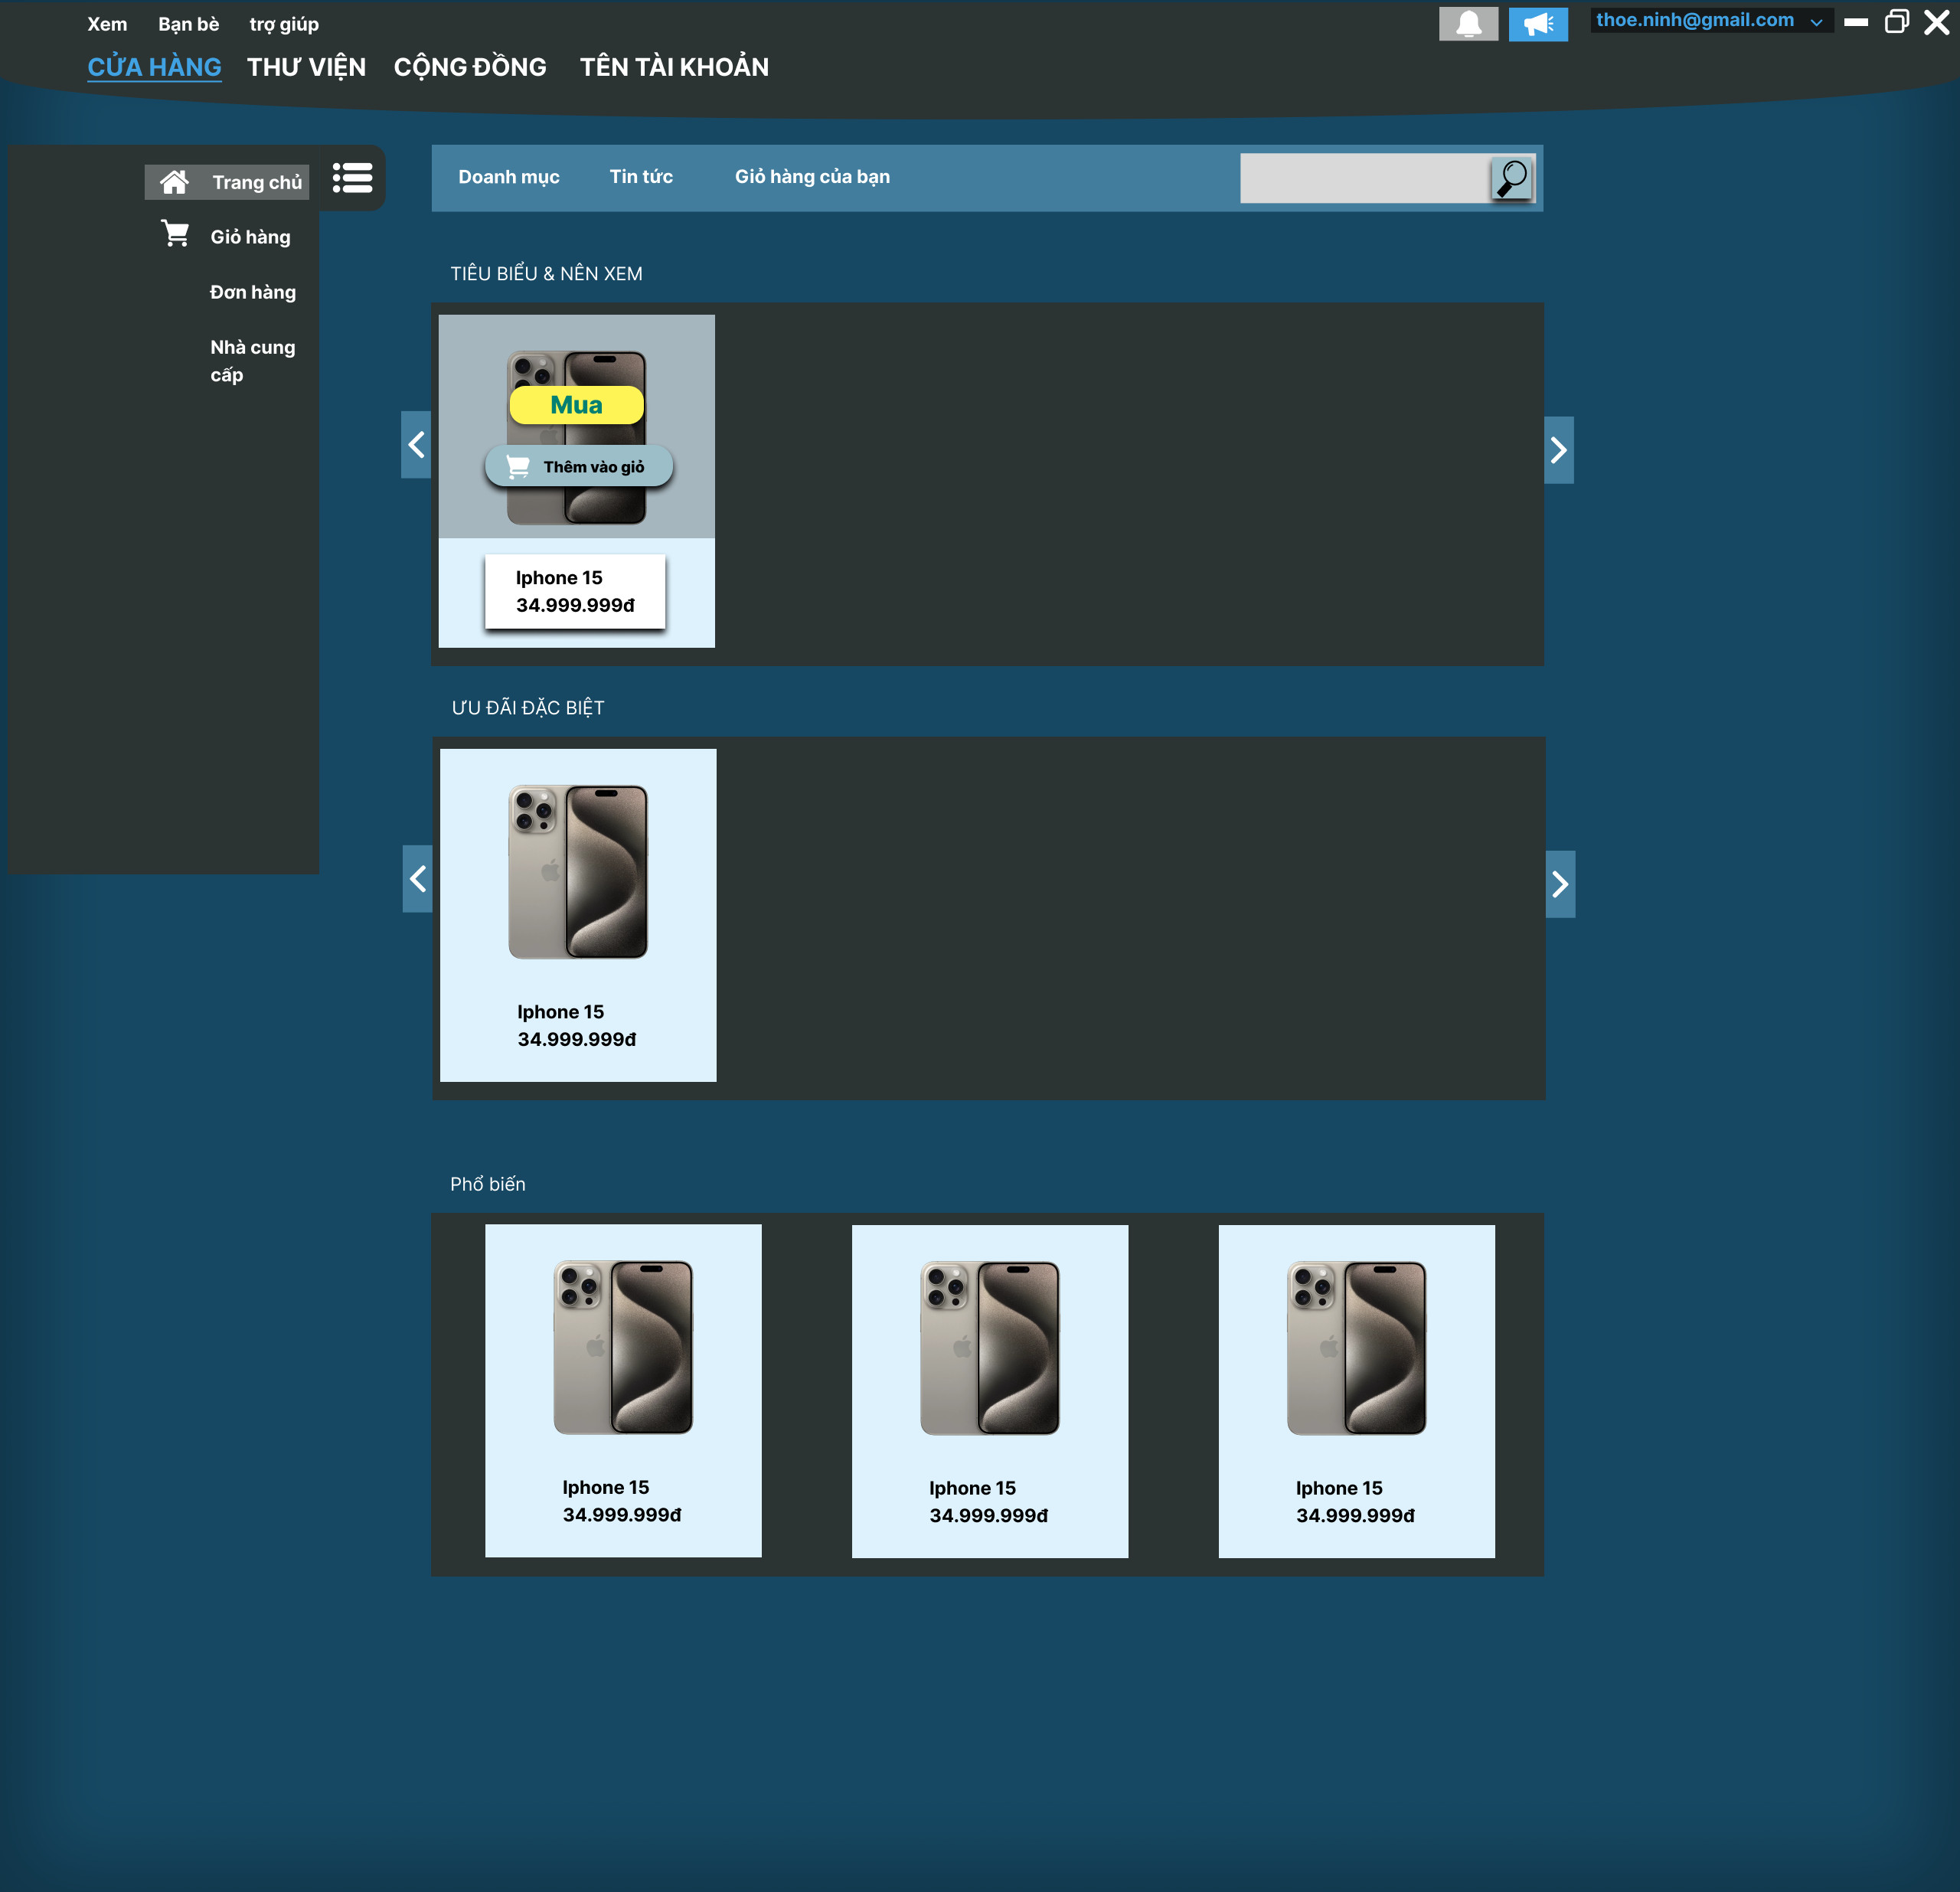 Xem Bạn bè trợ giúp thoe.ninh@gmail.com
CỬA HÀNG THƯ VIỆN CỘNG ĐỒNG TÊN TÀI KHOẢN
Trang chủ
Giỏ hàng
Đơn hàng
Nhà cung
cấp
Doanh mục Tin tức Giỏ hàng của bạn
TIÊU BIỂU & NÊN XEM
Mua
Thêm vào giỏ
Iphone 15
34.999.999đ
ƯU ĐÃI ĐẶC BIỆT
Iphone 15
34.999.999đ
Phổ biến
Iphone 15
34.999.999đ
Iphone 15
34.999.999đ
Iphone 15
34.999.999đ